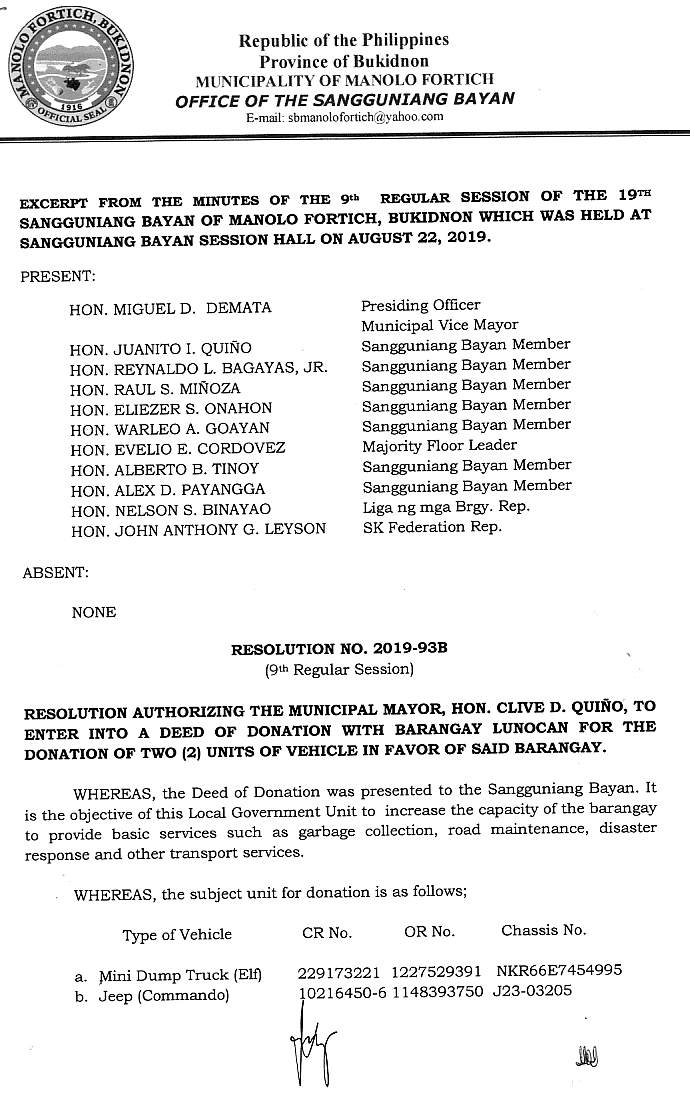 MANOLO FORTICH, BUKIDNON
1916
OFFICIAL SEAL
Republic of the Philippines
Province of Bukidnon
MUNICIPALITY OF MANOLO FORTICH
OFFICE OF THE SANGGUNIANG BAYAN
E-mail: sbmanolofortich@yahoo.com
EXCERPT FROM THE MINUTES OF THE 9th REGULAR SESSION OF THE 19TH
SANGGUNIANG BAYAN OF MANOLO FORTICH, BUKIDNON WHICH WAS HELD AT
SANGGUNIANG BAYAN SESSION HALL ON AUGUST 22, 2019.
PRESENT:
HON. MIGUEL D. DEMATA Presiding Officer
Municipal Vice Mayor
HON. JUANITO I. QUIÑO Sangguniang Bayan Member
HON. REYNALDO L. BAGAYAS, JR. Sangguniang Bayan Member
HON. RAUL S. MIÑOZA Sangguniang Bayan Member
HON. ELIEZER S. ONAHON Sangguniang Bayan Member
HON. WARLEO A. GOAYAN Sangguniang Bayan Member
HON. EVELIO E. CORDOVEZ Majority Floor Leader
HON. ALBERTO B. TINOY Sangguniang Bayan Member
HON. ALEX D. PAYANGGA Sangguniang Bayan Member
HON. NELSON S. BINAYAO Liga ng mga Brgy. Rep.
HON. JOHN ANTHONY G. LEYSON SK Federation Rep.
ABSENT:
NONE
RESOLUTION NO. 2019-93B
(9th Regular Session)
RESOLUTION AUTHORIZING THE MUNICIPAL MAYOR, HON. CLIVE D. QUIÑO, TO
ENTER INTO A DEED OF DONATION WITH BARANGAY LUNOCAN FOR THE
DONATION OF TWO (2) UNITS OF VEHICLE IN FAVOR OF SAID BARANGAY.
WHEREAS, the Deed of Donation was presented to the Sangguniang Bayan. It
is the objective of this Local Government Unit to increase the capacity of the barangay
to provide basic services such as garbage collection, road maintenance, disaster
response and other transport services.
WHEREAS, the subject unit for donation is as follows;
Type of Vehicle CR No. OR No. Chassis No.
a. Mini Dump Truck (Elf) 229173221 1227529391 NKR66E7454995
b. Jeep (Commando) 10216450-6 1148393750 J23-03205